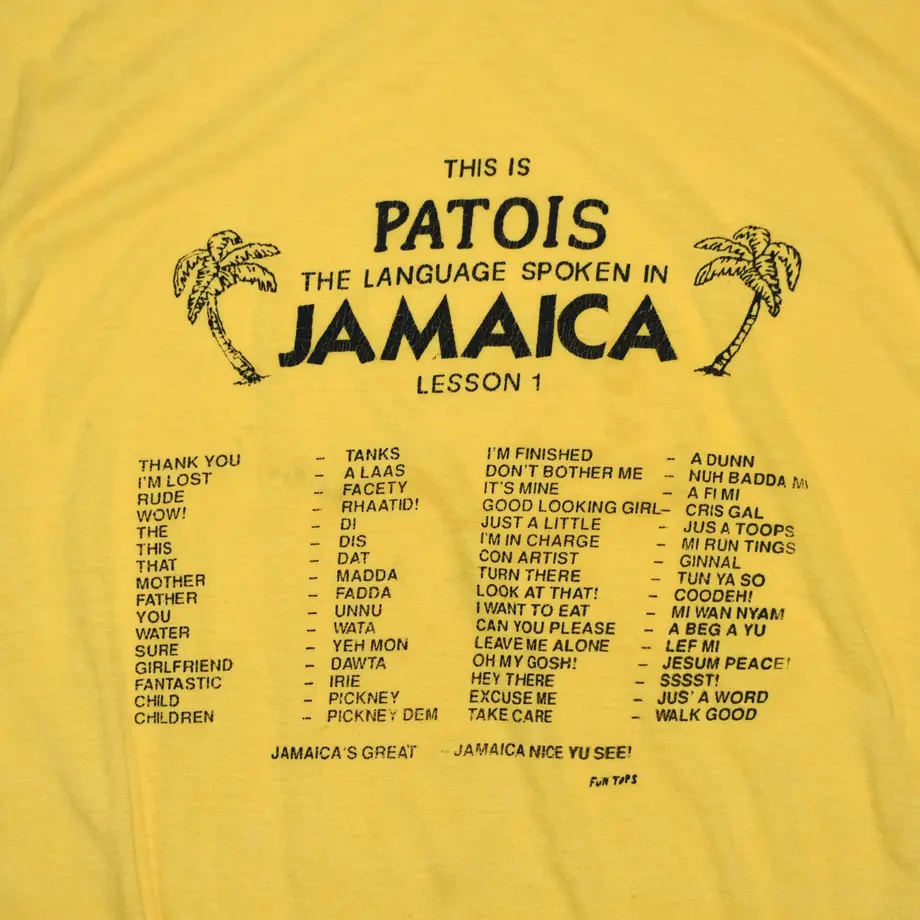 THIS IS
PATOIS
THE LANGUAGE SPOKEN IN
JAMAICA
LESSON 1
THANK YOU – TANKS
I'M LOST – A LAAS
RUDE – FACETY
WOW! – RHAATID!
THE – DI
THIS – DIS
THAT – DAT
MOTHER – MADDA
FATHER – FADDA
YOU – UNNU
WATER – WATA
SURE – YEH MON
GIRLFRIEND – DAWTA
FANTASTIC – IRIE
CHILD – PICKNEY
CHILDREN – PICKNEY DEM
I'M FINISHED – A DUNN
DON'T BOTHER ME – NUH BADDA MI
IT'S MINE – A FI MI
GOOD LOOKING GIRL – CRIS GAL
JUST A LITTLE – JUS A TOOPS
I'M IN CHARGE – MI RUN TINGS
CON ARTIST – GINNAL
TURN THERE – TUN YA SO
LOOK AT THAT! – COODEH!
I WANT TO EAT – MI WAN NYAM
CAN YOU PLEASE – A BEG A YU
LEAVE ME ALONE – LEF MI
OH MY GOSH! – JESUM PEACE!
HEY THERE – SSSST!
EXCUSE ME – JUS' A WORD
TAKE CARE – WALK GOOD
JAMAICA'S GREAT – JAMAICA NICE YU SEE!
FUN TOPS